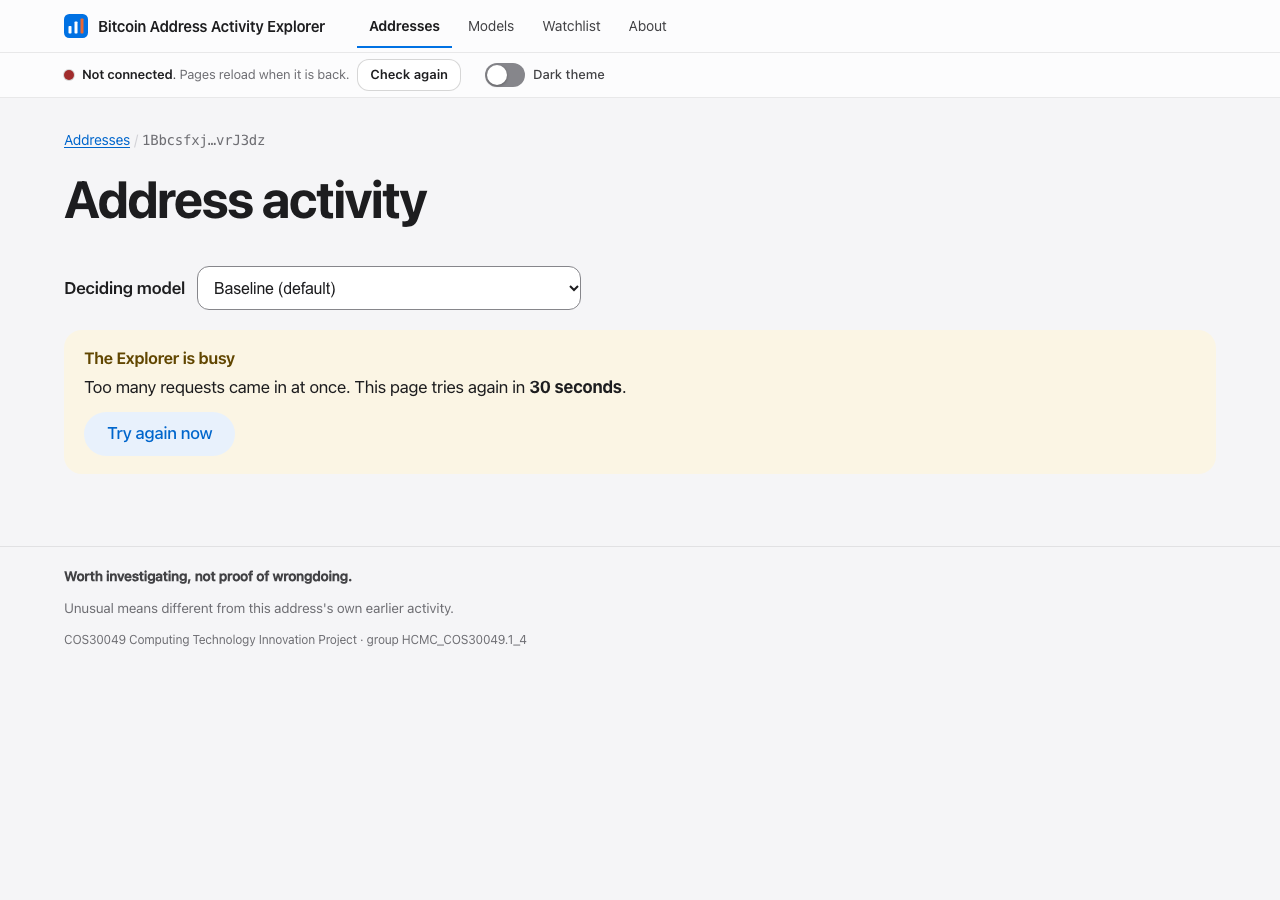 Bitcoin Address Activity Explorer Addresses Models Watchlist About
Not connected. Pages reload when it is back. Check again Dark theme
Addresses / 1Bbcsfxj…vrJ3dz
Address activity
Deciding model Baseline (default)
The Explorer is busy
Too many requests came in at once. This page tries again in 30 seconds.
Try again now
Worth investigating, not proof of wrongdoing.
Unusual means different from this address's own earlier activity.
COS30049 Computing Technology Innovation Project · group HCMC_COS30049.1_4